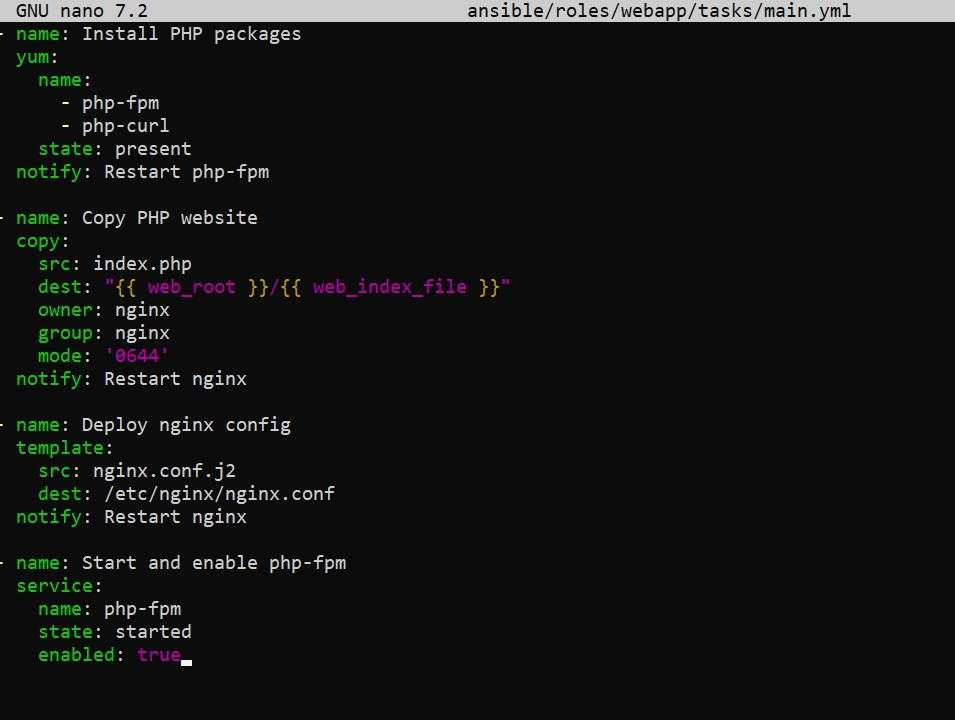 GNU nano 7.2 ansible/roles/webapp/tasks/main.yml
- name: Install PHP packages
  yum:
    name:
      - php-fpm
      - php-curl
    state: present
  notify: Restart php-fpm

- name: Copy PHP website
  copy:
    src: index.php
    dest: "{{ web_root }}/{{ web_index_file }}"
    owner: nginx
    group: nginx
    mode: '0644'
  notify: Restart nginx

- name: Deploy nginx config
  template:
    src: nginx.conf.j2
    dest: /etc/nginx/nginx.conf
  notify: Restart nginx

- name: Start and enable php-fpm
  service:
    name: php-fpm
    state: started
    enabled: true